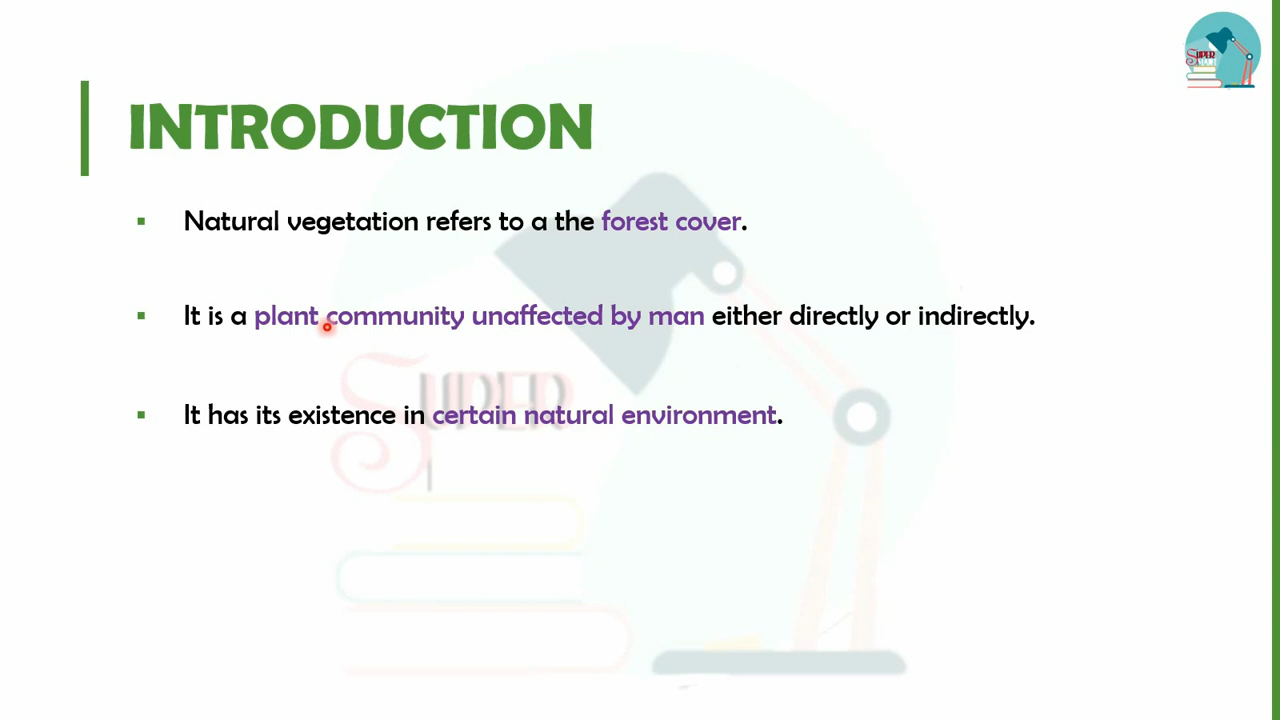 INTRODUCTION
Natural vegetation refers to a the forest cover.
It is a plant community unaffected by man either directly or indirectly.
It has its existence in certain natural environment.
SUPER